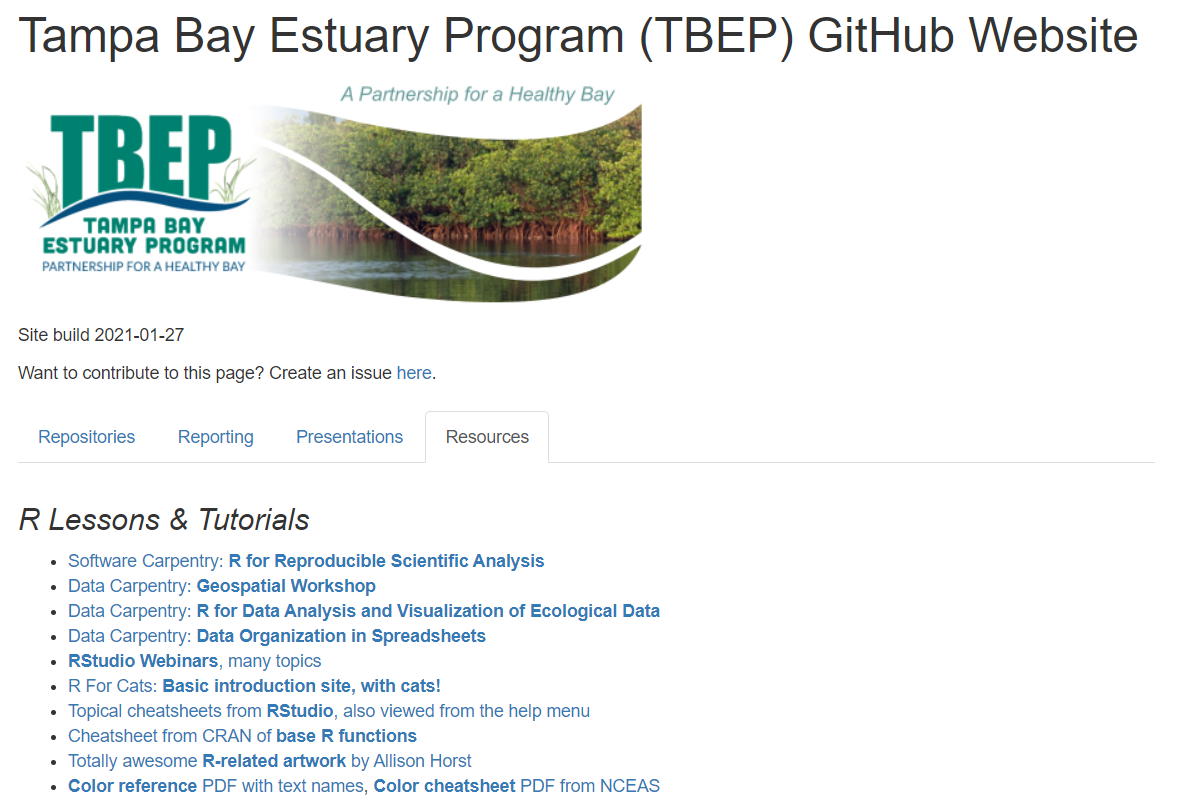 Tampa Bay Estuary Program (TBEP) GitHub Website
A Partnership for a Healthy Bay
TBEP
TAMPA BAY
ESTUARY PROGRAM
PARTNERSHIP FOR A HEALTHY BAY
Site build 2021-01-27
Want to contribute to this page? Create an issue here.
Repositories Reporting Presentations Resources
R Lessons & Tutorials
Software Carpentry: R for Reproducible Scientific Analysis
Data Carpentry: Geospatial Workshop
Data Carpentry: R for Data Analysis and Visualization of Ecological Data
Data Carpentry: Data Organization in Spreadsheets
RStudio Webinars, many topics
R For Cats: Basic introduction site, with cats!
Topical cheatsheets from RStudio, also viewed from the help menu
Cheatsheet from CRAN of base R functions
Totally awesome R-related artwork by Allison Horst
Color reference PDF with text names, Color cheatsheet PDF from NCEAS